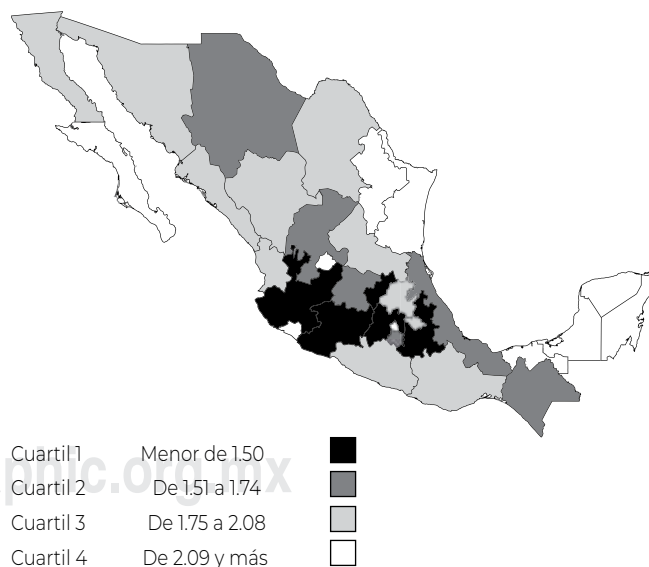 Cuartil 1 Menor de 1.50
Cuartil 2 De 1.51 a 1.74
Cuartil 3 De 1.75 a 2.08
Cuartil 4 De 2.09 y más
phic.org.mx